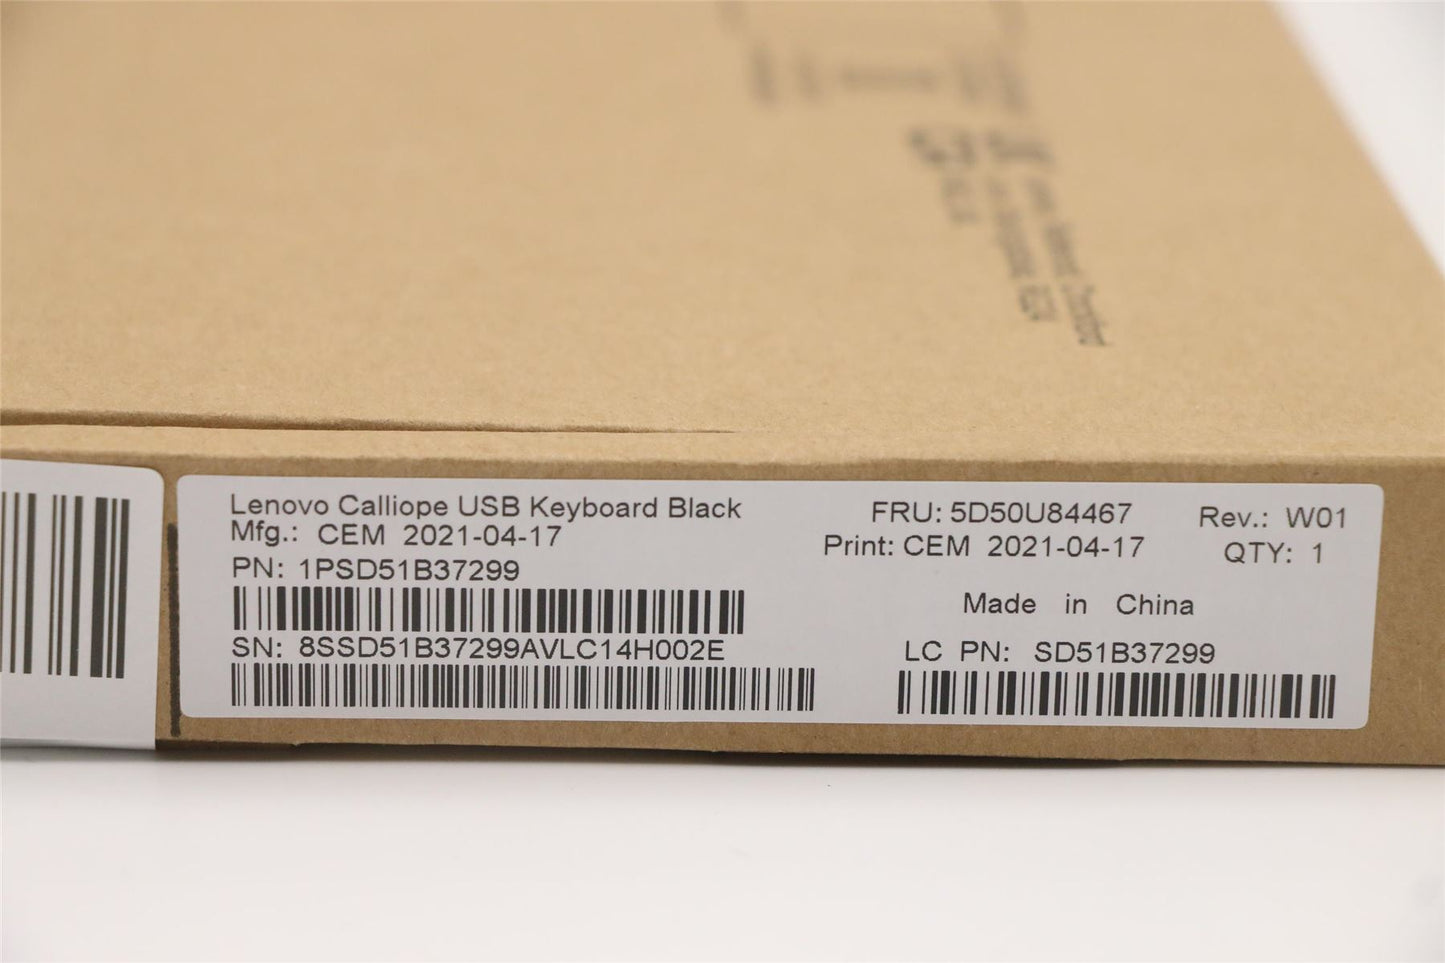 Lenovo Calliope USB Keyboard Black
Mfg.: CEM 2021-04-17
PN: 1PSD51B37299
SN: 8SSD51B37299AVLC14H002E
FRU: 5D50U84467
Rev.: W01
Print: CEM 2021-04-17
QTY: 1
Made in China
LC PN: SD51B37299